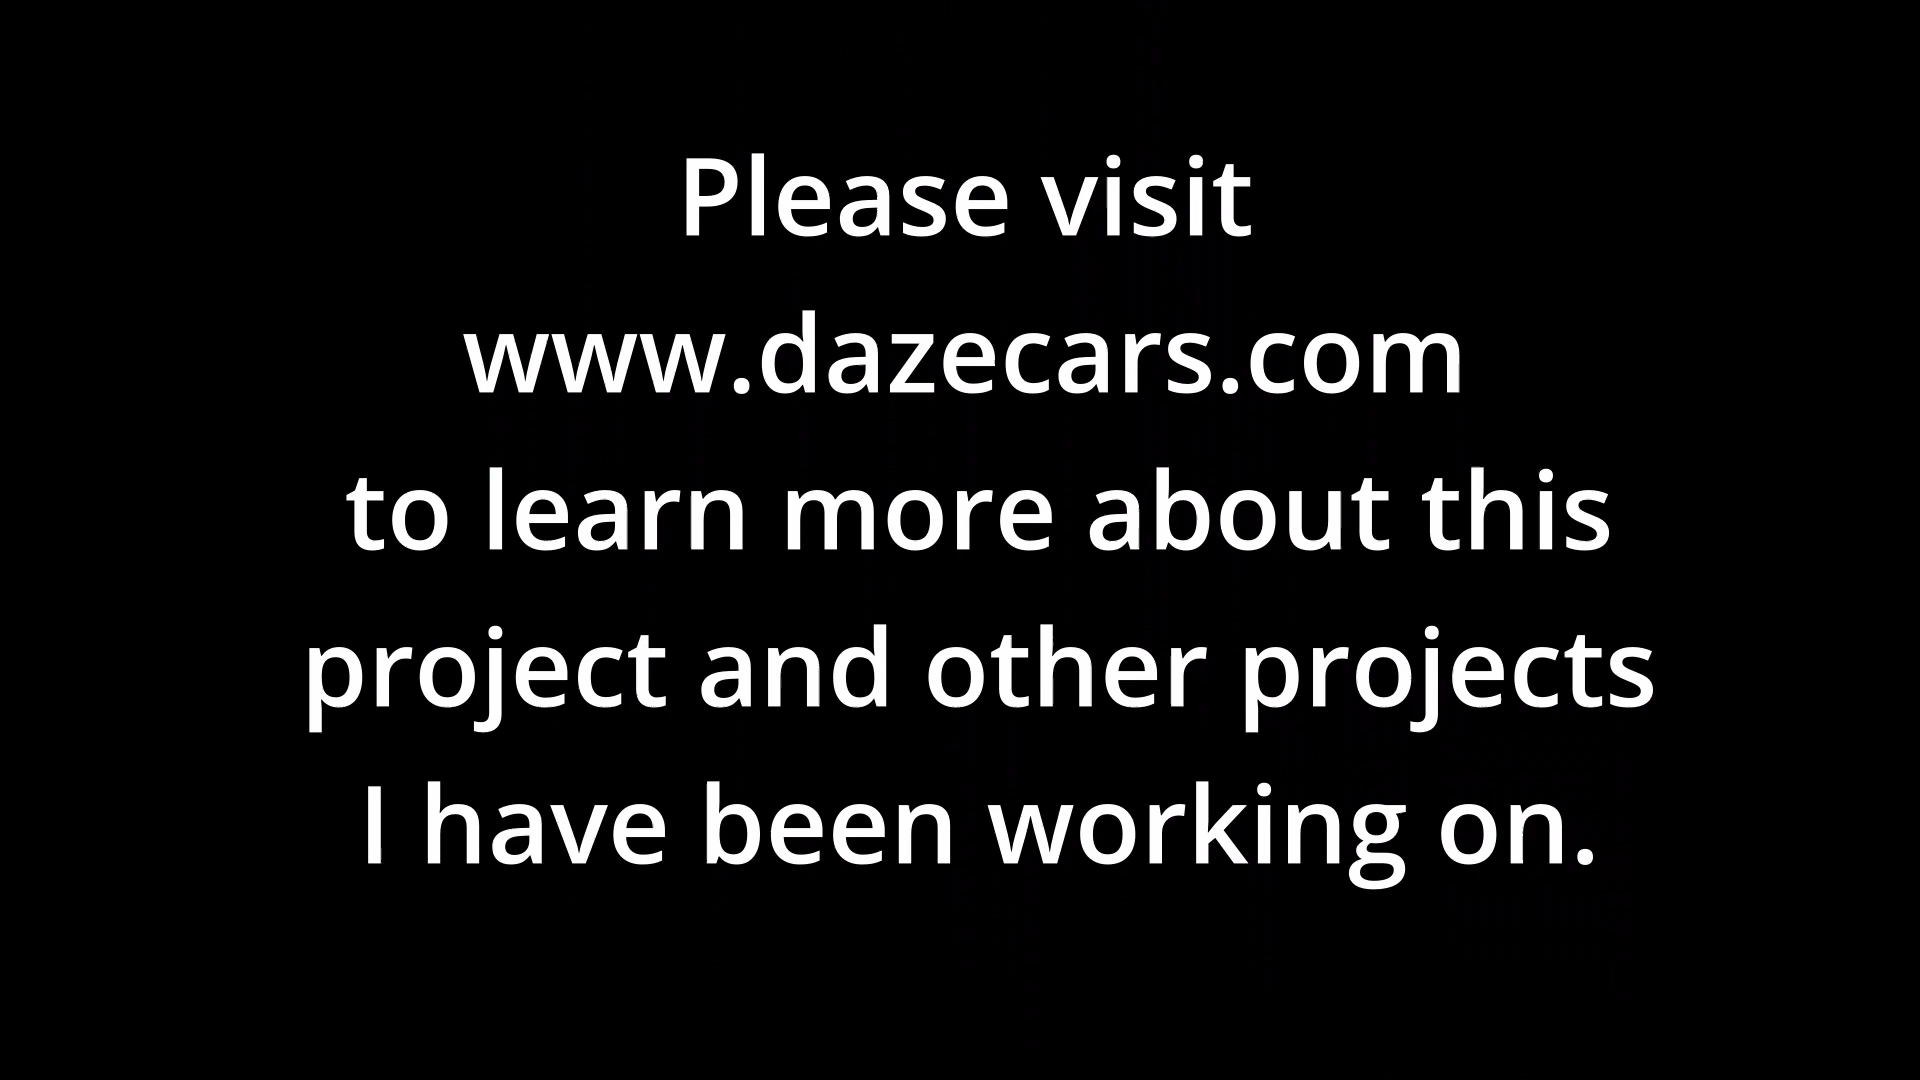 Please visit
www.dazecars.com
to learn more about this
project and other projects
I have been working on.